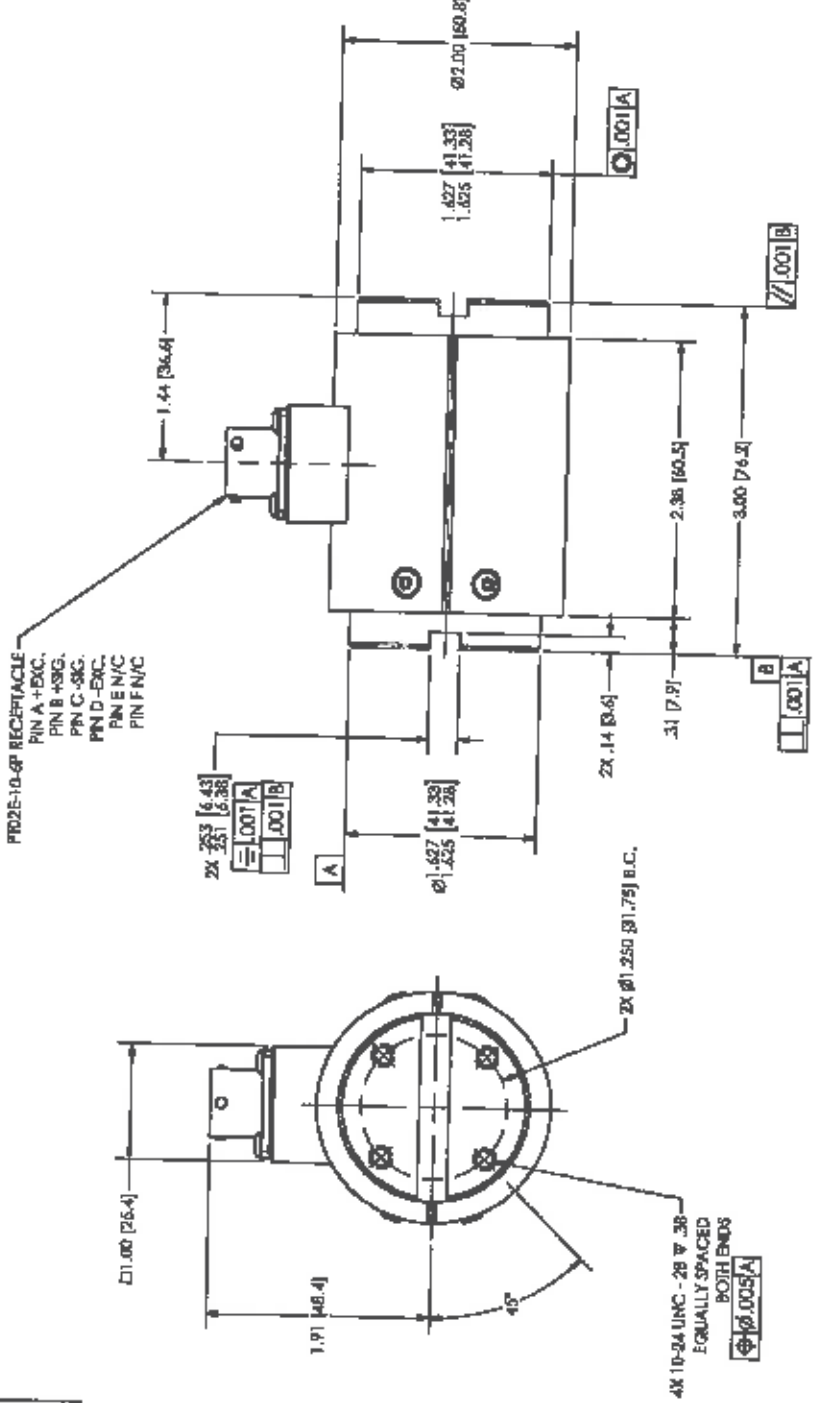 PT02E-10-6P RECEPTACLE
PIN A +EXC.
PIN B +SIG.
PIN C -SIG.
PIN D -EXC.
PIN E N/C
PIN F N/C
1.44 [36.6]
Ø2.00 [50.8]
1.627 [41.33]
1.625 [41.28]
.001 A
// .001 B
2X .253 [6.43]
.251 [6.38]
.001 A
.001 B
A
Ø1.627 [41.33]
1.625 [41.28]
2X .14 [3.6]
.31 [7.9]
2.38 [60.5]
3.00 [76.2]
B
.001 A
□1.00 [25.4]
1.91 [48.4]
45°
2X Ø1.250 [31.75] B.C.
4X 10-24 UNC - 2B ↧ .38
EQUALLY SPACED
BOTH ENDS
⌖ Ø.005 A